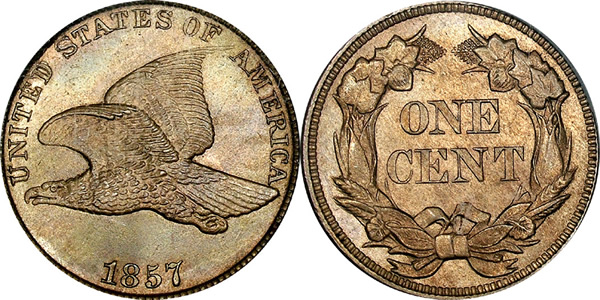 UNITED STATES OF AMERICA
1857
ONE
CENT